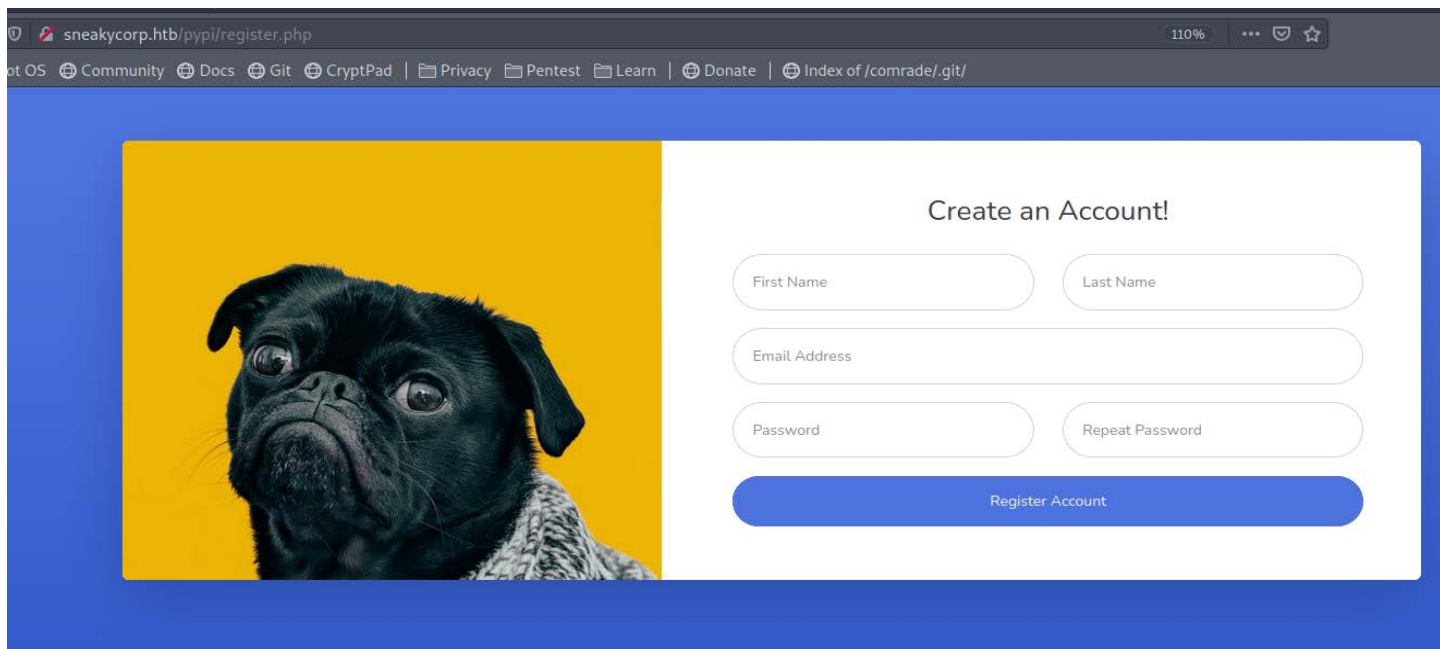 sneakycorp.htb/pypi/register.php 110%
ot OS Community Docs Git CryptPad Privacy Pentest Learn Donate Index of /comrade/.git/
Create an Account!
First Name Last Name
Email Address
Password Repeat Password
Register Account